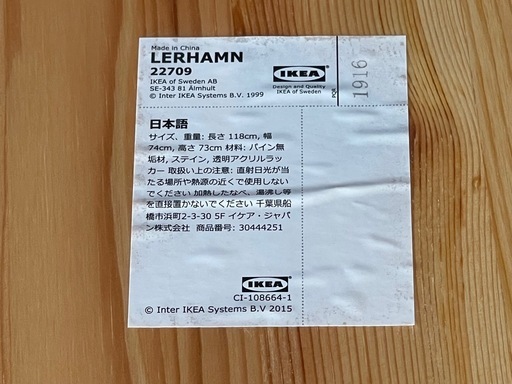 Made in China
LERHAMN
22709
IKEA of Sweden AB
SE-343 81 Älmhult
© Inter IKEA Systems B.V. 1999
IKEA
Design and Quality
IKEA of Sweden
PQR
1916
日本語
サイズ、重量: 長さ 118cm, 幅
74cm, 高さ 73cm 材料: パイン無
垢材, ステイン, 透明アクリルラッ
カー 取扱い上の注意: 直射日光が当
たる場所や熱源の近くで使用しない
でください 加熱したなべ、湯沸し等
を直接置かないでください 千葉県船
橋市浜町2-3-30 5F イケア・ジャパ
ン株式会社 商品番号: 30444251
IKEA
CI-108664-1
© Inter IKEA Systems B.V 2015